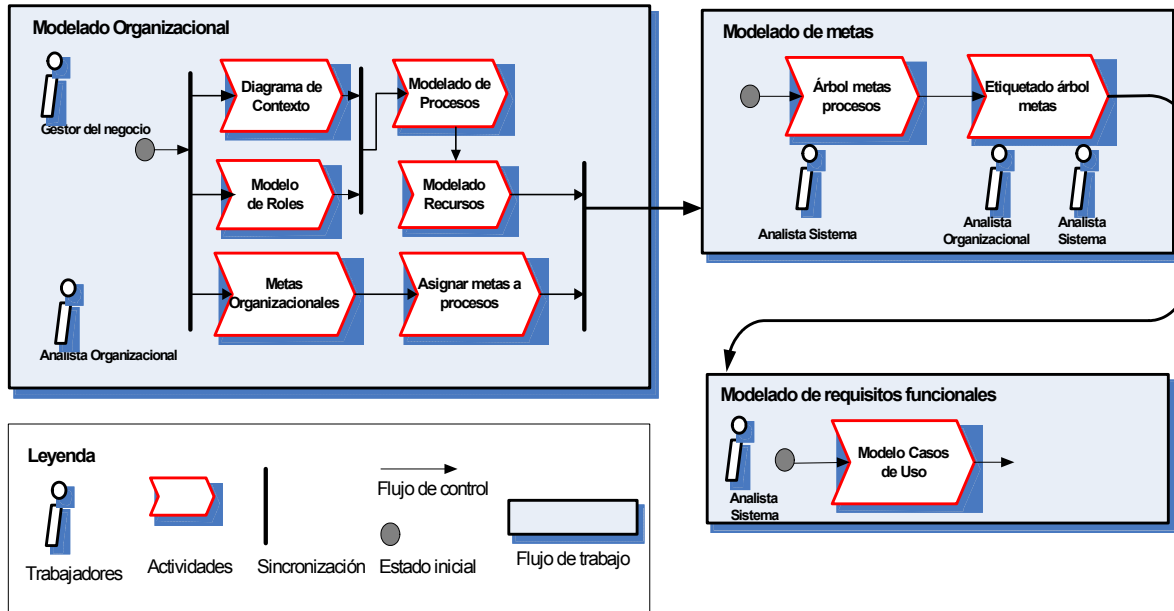 Modelado Organizacional
Gestor del negocio
Diagrama de
Contexto
Modelado de
Procesos
Modelo
de Roles
Modelado
Recursos
Metas
Organizacionales
Asignar metas a
procesos
Analista Organizacional
Modelado de metas
Árbol metas
procesos
Etiquetado árbol
metas
Analista Sistema
Analista
Organizacional
Analista
Sistema
Modelado de requisitos funcionales
Analista
Sistema
Modelo Casos
de Uso
Leyenda
Trabajadores
Actividades
Sincronización
Flujo de control
Estado inicial
Flujo de trabajo